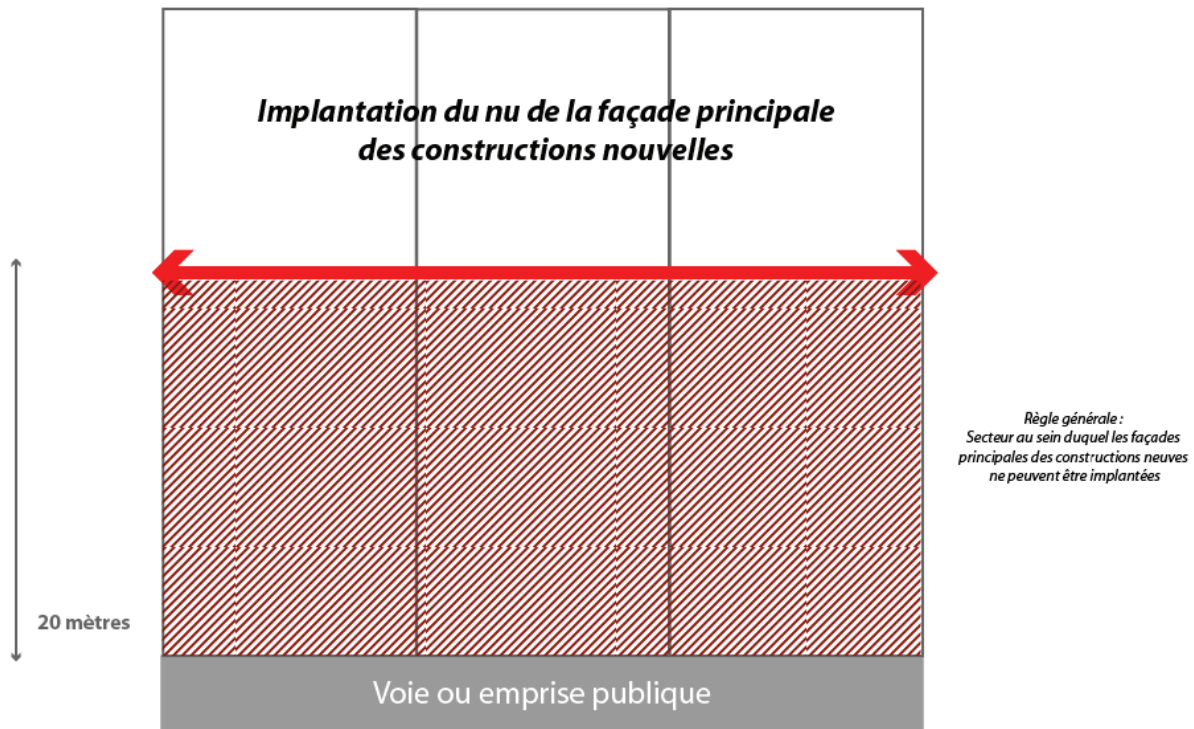 Implantation du nu de la façade principale
des constructions nouvelles
Règle générale :
Secteur au sein duquel les façades
principales des constructions neuves
ne peuvent être implantées
20 mètres
Voie ou emprise publique